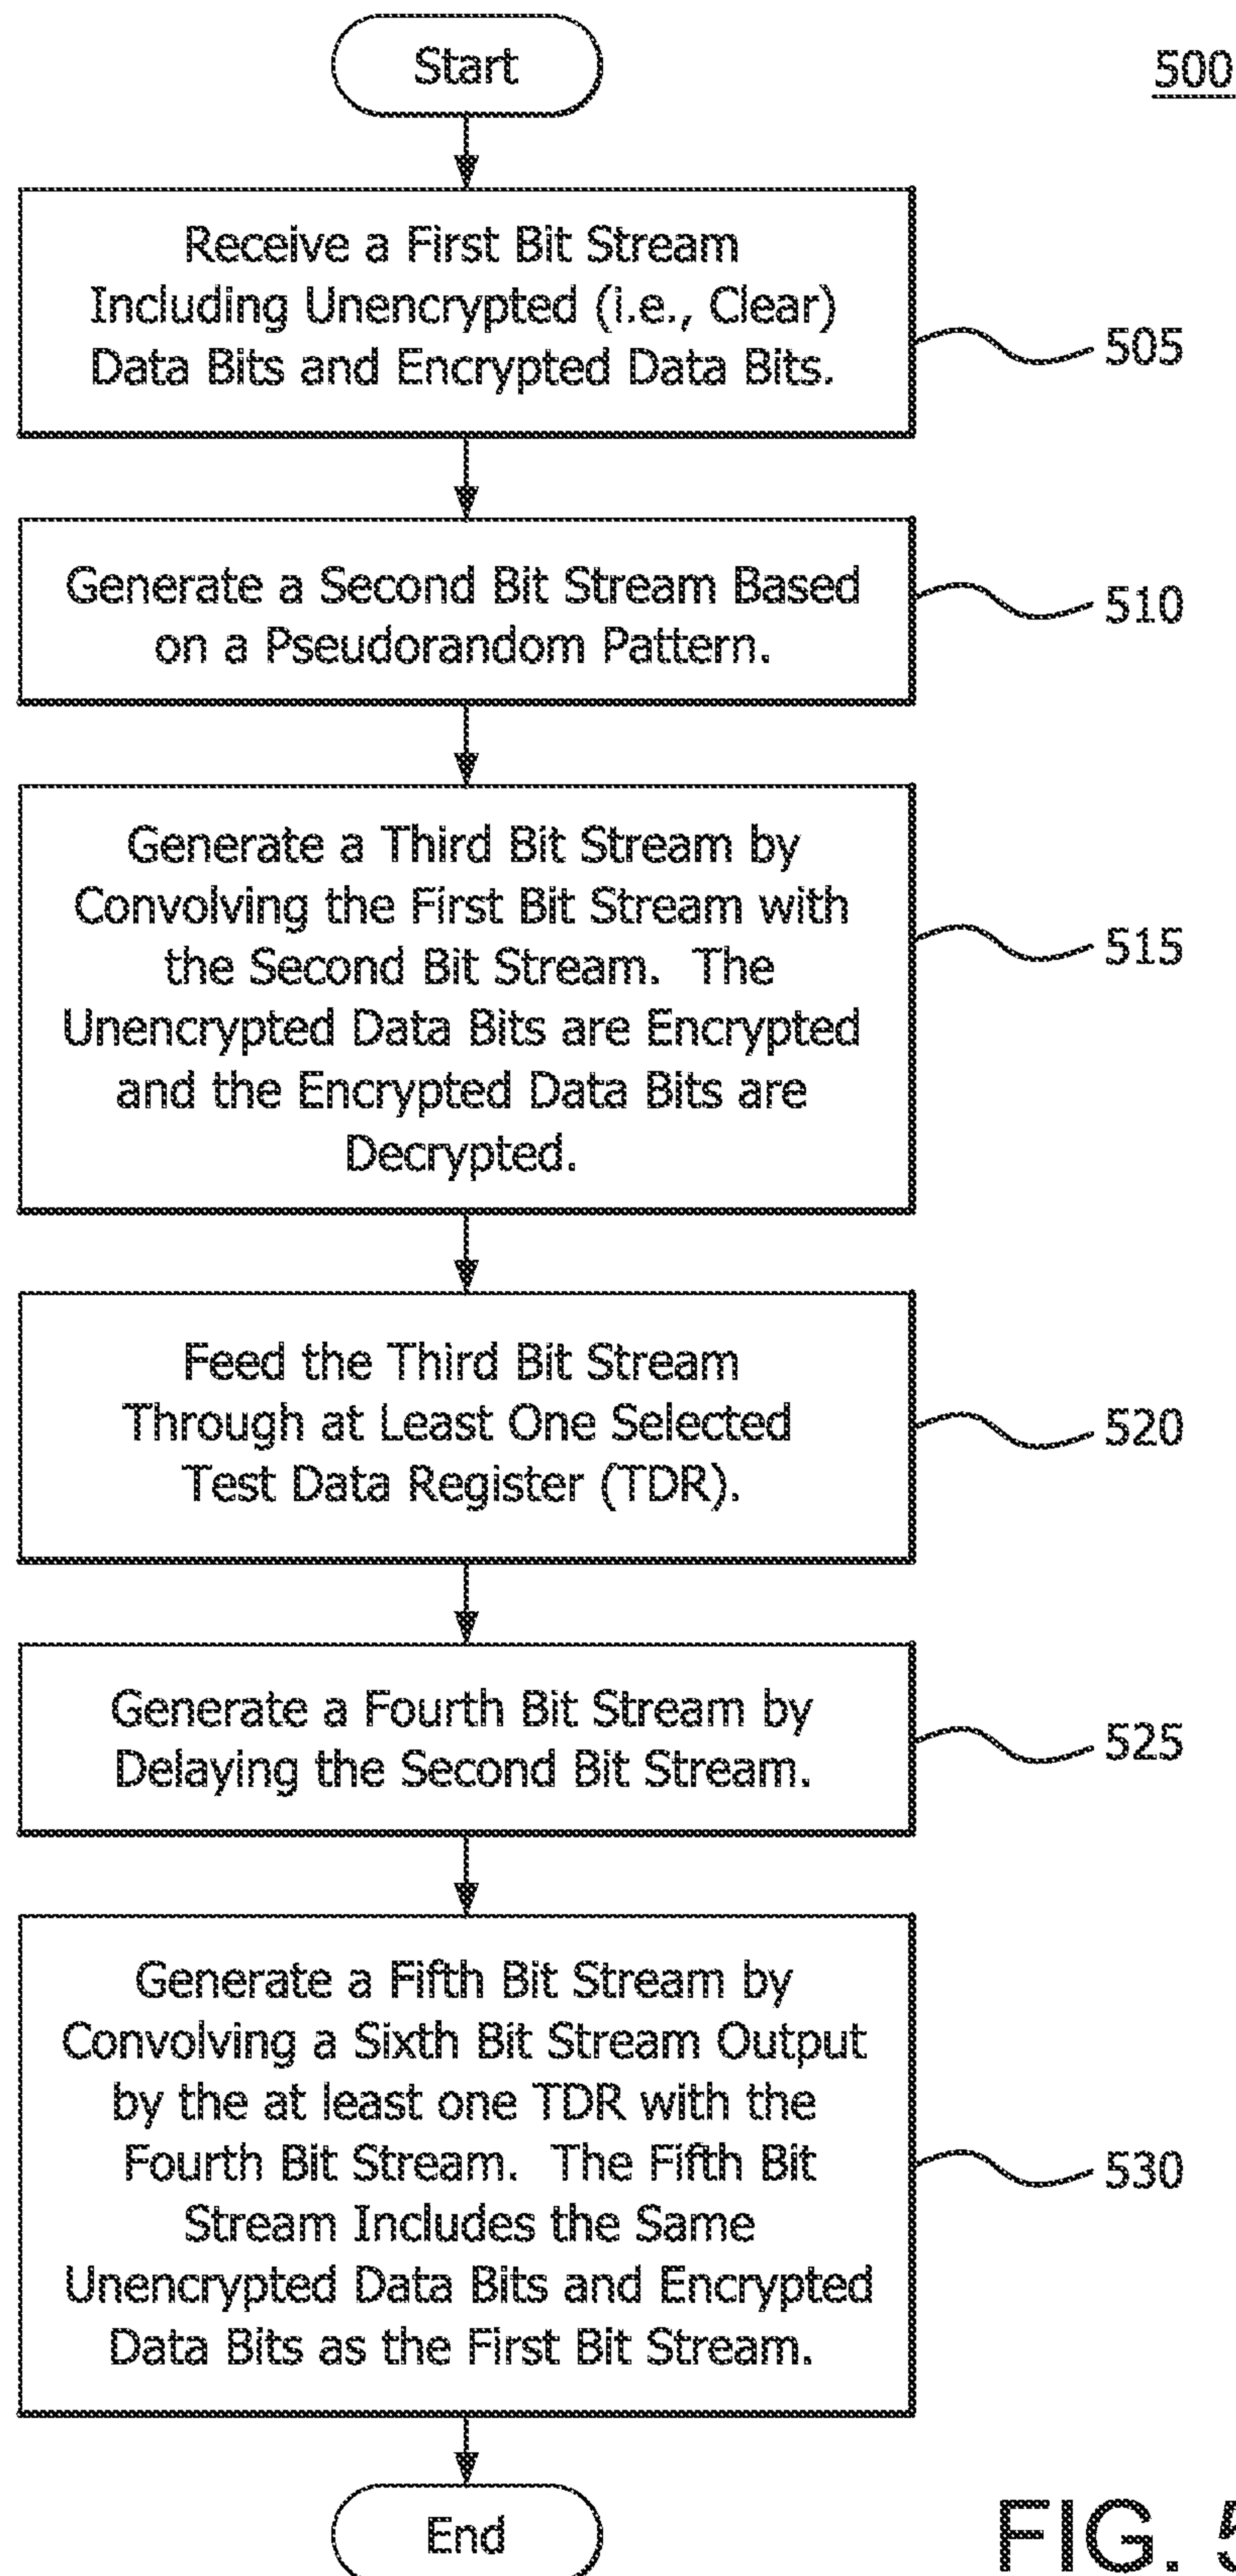 Start
500
Receive a First Bit Stream
Including Unencrypted (i.e., Clear)
Data Bits and Encrypted Data Bits.
505
Generate a Second Bit Stream Based
on a Pseudorandom Pattern.
510
Generate a Third Bit Stream by
Convolving the First Bit Stream with
the Second Bit Stream. The
Unencrypted Data Bits are Encrypted
and the Encrypted Data Bits are
Decrypted.
515
Feed the Third Bit Stream
Through at Least One Selected
Test Data Register (TDR).
520
Generate a Fourth Bit Stream by
Delaying the Second Bit Stream.
525
Generate a Fifth Bit Stream by
Convolving a Sixth Bit Stream Output
by the at least one TDR with the
Fourth Bit Stream. The Fifth Bit
Stream Includes the Same
Unencrypted Data Bits and Encrypted
Data Bits as the First Bit Stream.
530
End
FIG. 5